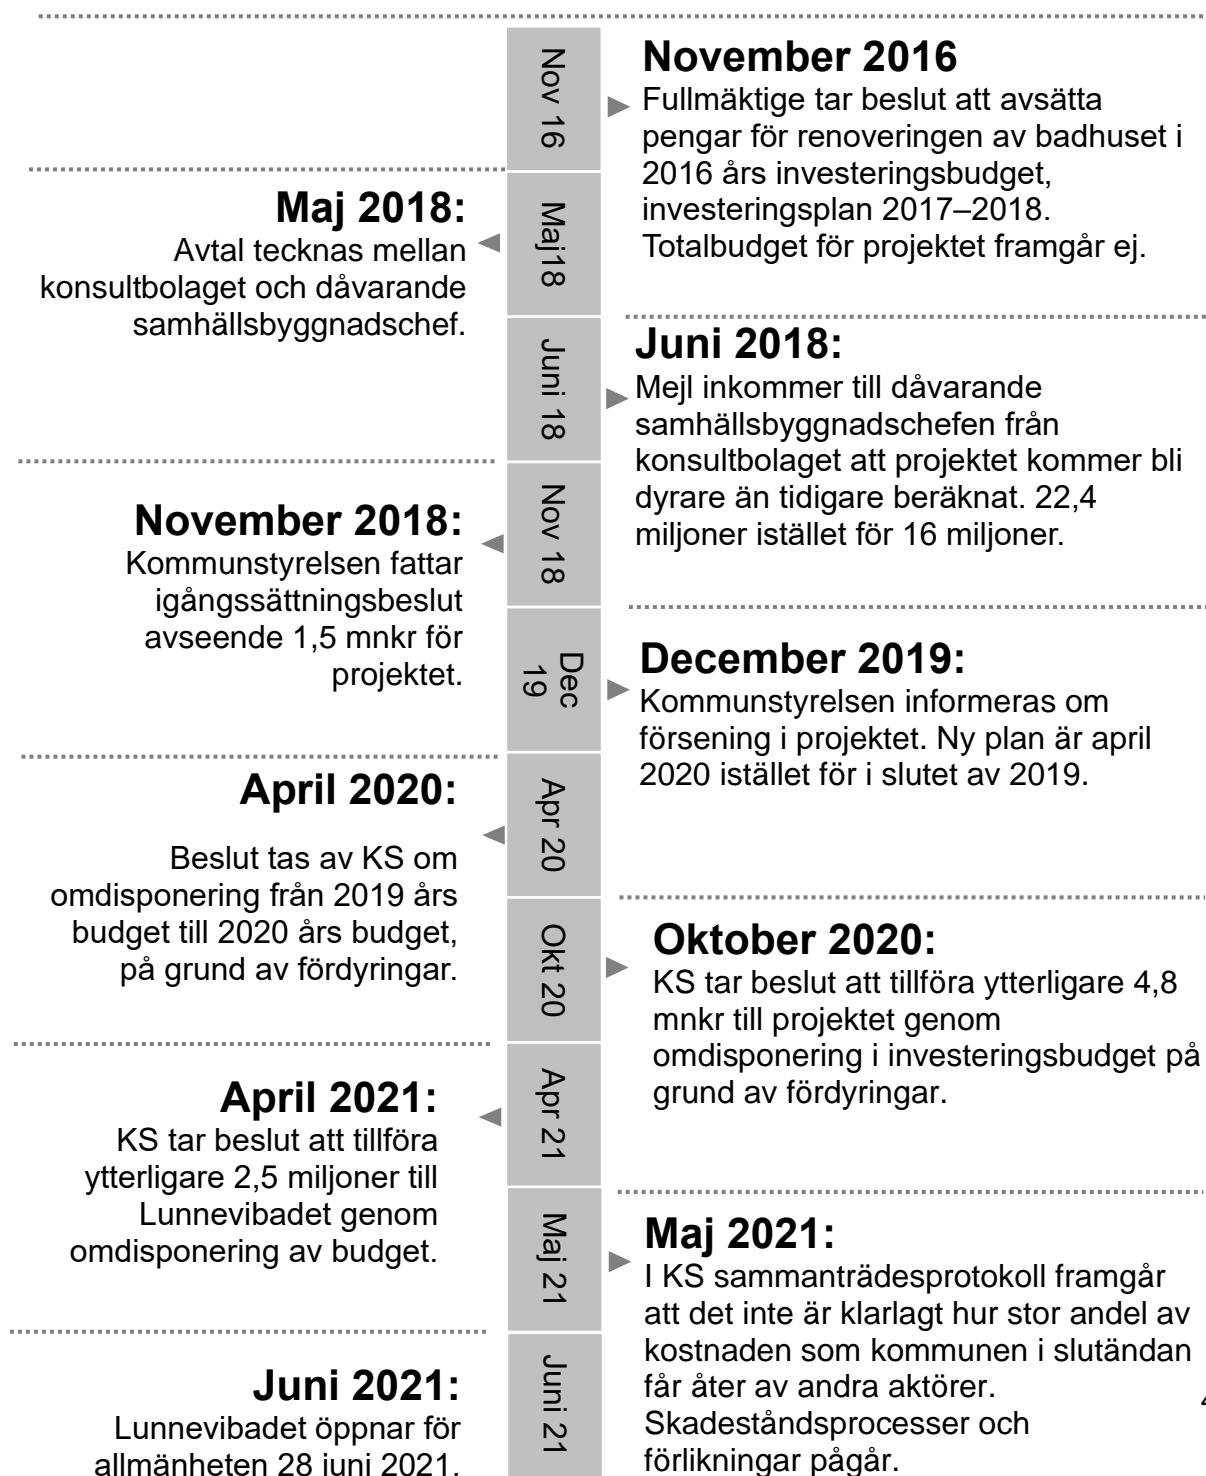 Nov 16
November 2016
Fullmäktige tar beslut att avsätta
pengar för renoveringen av badhuset i
2016 års investeringsbudget,
investeringsplan 2017–2018.
Totalbudget för projektet framgår ej.
Maj 2018:
Avtal tecknas mellan
konsultbolaget och dåvarande
samhällsbyggnadschef.
Maj18
Juni 18
Juni 2018:
Mejl inkommer till dåvarande
samhällsbyggnadschefen från
konsultbolaget att projektet kommer bli
dyrare än tidigare beräknat. 22,4
miljoner istället för 16 miljoner.
November 2018:
Kommunstyrelsen fattar
igångssättningsbeslut
avseende 1,5 mnkr för
projektet.
Nov 18
Dec
19
December 2019:
Kommunstyrelsen informeras om
försening i projektet. Ny plan är april
2020 istället för i slutet av 2019.
April 2020:
Beslut tas av KS om
omdisponering från 2019 års
budget till 2020 års budget,
på grund av fördyringar.
Apr 20
Okt 20
Oktober 2020:
KS tar beslut att tillföra ytterligare 4,8
mnkr till projektet genom
omdisponering i investeringsbudget på
grund av fördyringar.
April 2021:
KS tar beslut att tillföra
ytterligare 2,5 miljoner till
Lunnevibadet genom
omdisponering av budget.
Apr 21
Maj 21
Maj 2021:
I KS sammanträdesprotokoll framgår
att det inte är klarlagt hur stor andel av
kostnaden som kommunen i slutändan
får åter av andra aktörer.
Skadeståndsprocesser och
förlikningar pågår.
Juni 2021:
Lunnevibadet öppnar för
allmänheten 28 juni 2021.
Juni 21